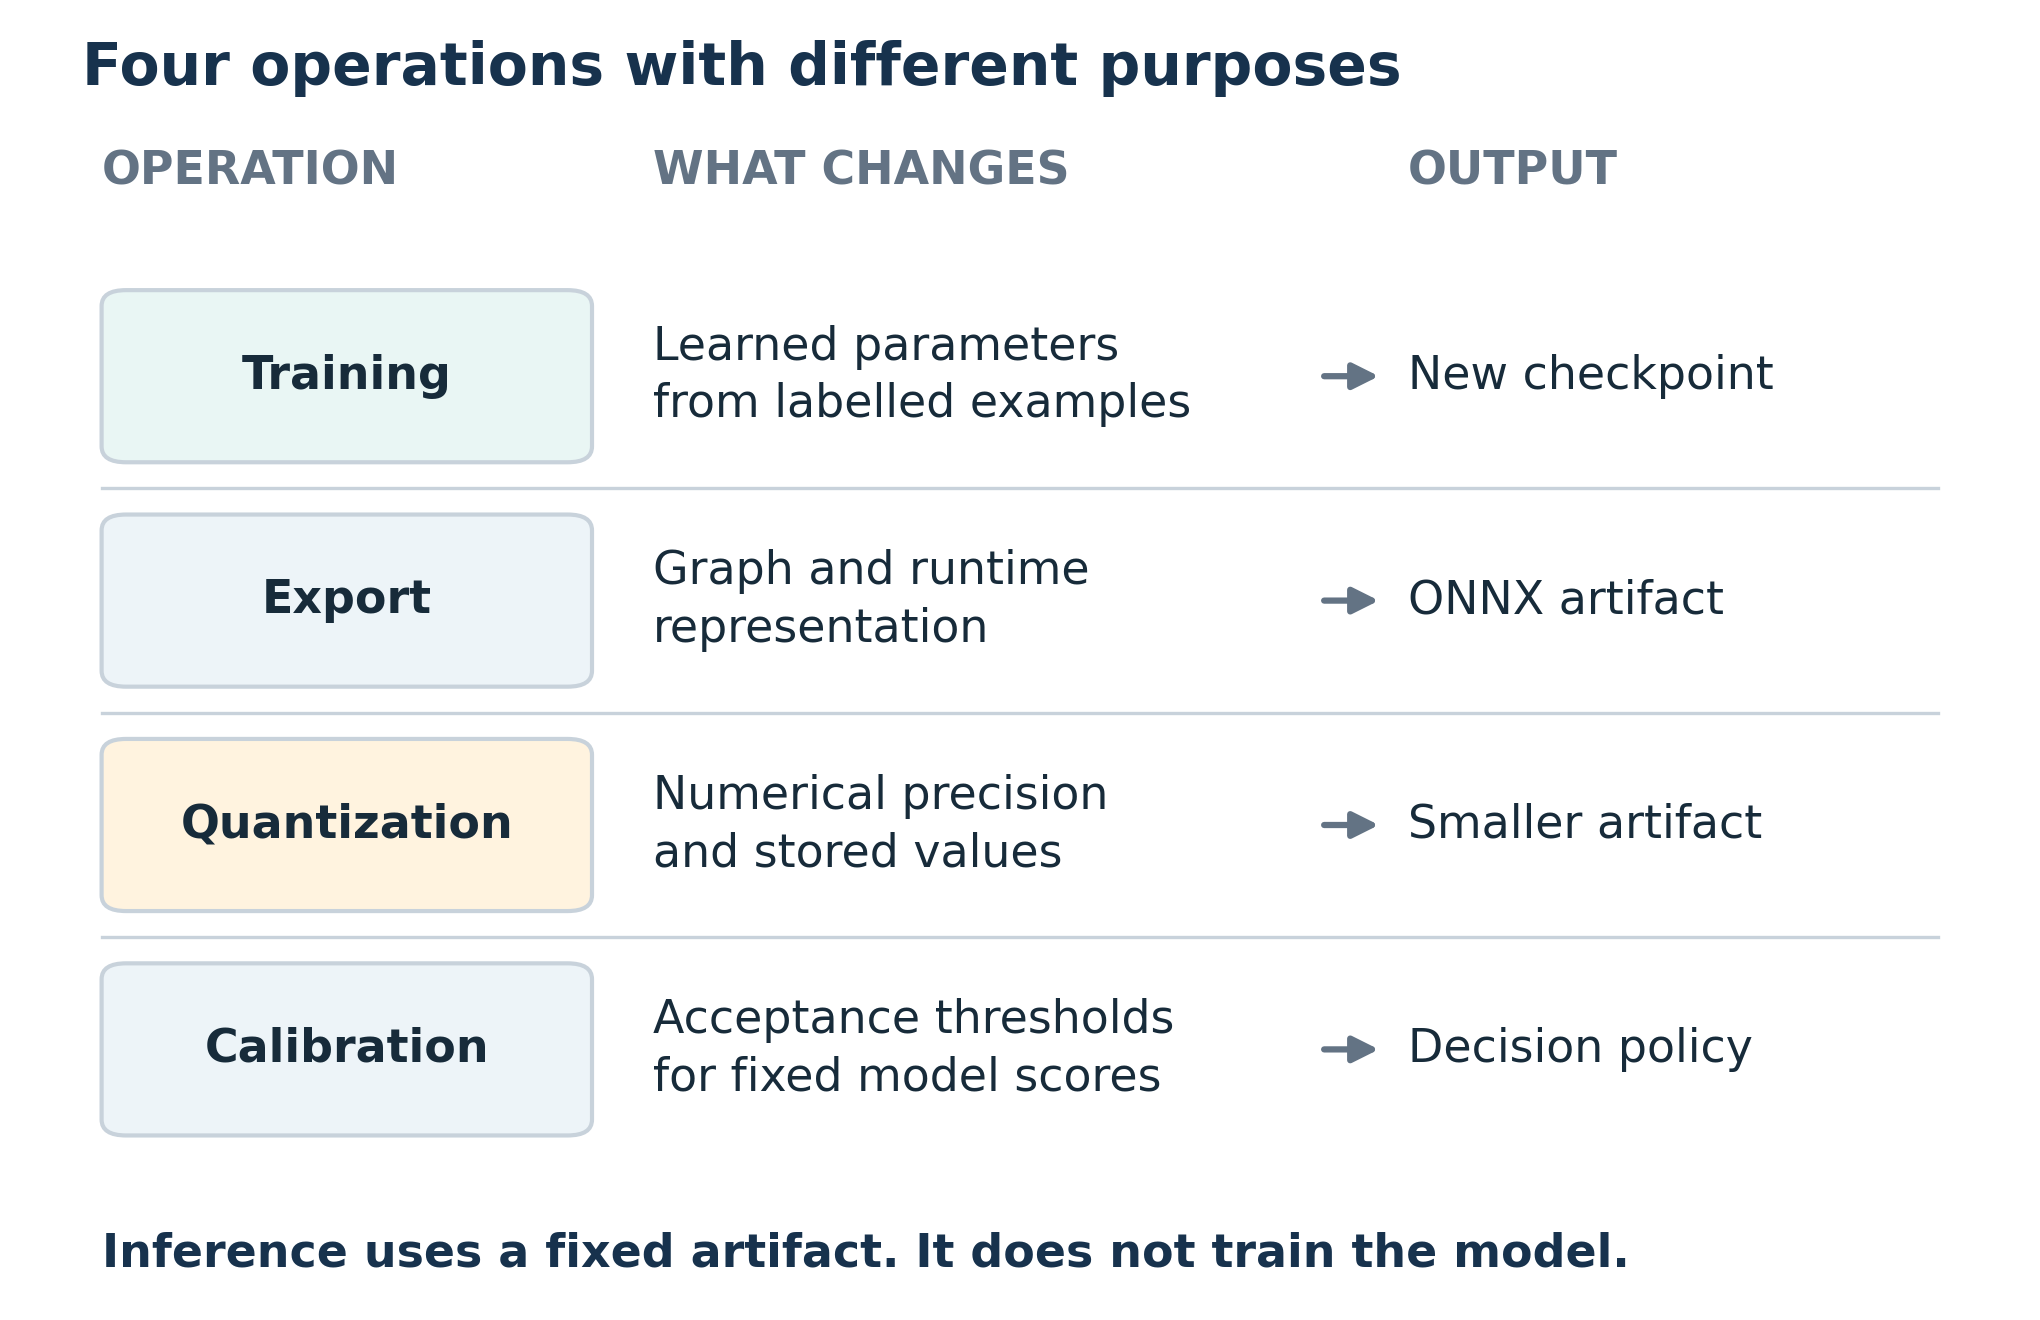 Four operations with different purposes
OPERATION WHAT CHANGES OUTPUT
Training
Learned parameters
from labelled examples
New checkpoint
Export
Graph and runtime
representation
ONNX artifact
Quantization
Numerical precision
and stored values
Smaller artifact
Calibration
Acceptance thresholds
for fixed model scores
Decision policy
Inference uses a fixed artifact. It does not train the model.